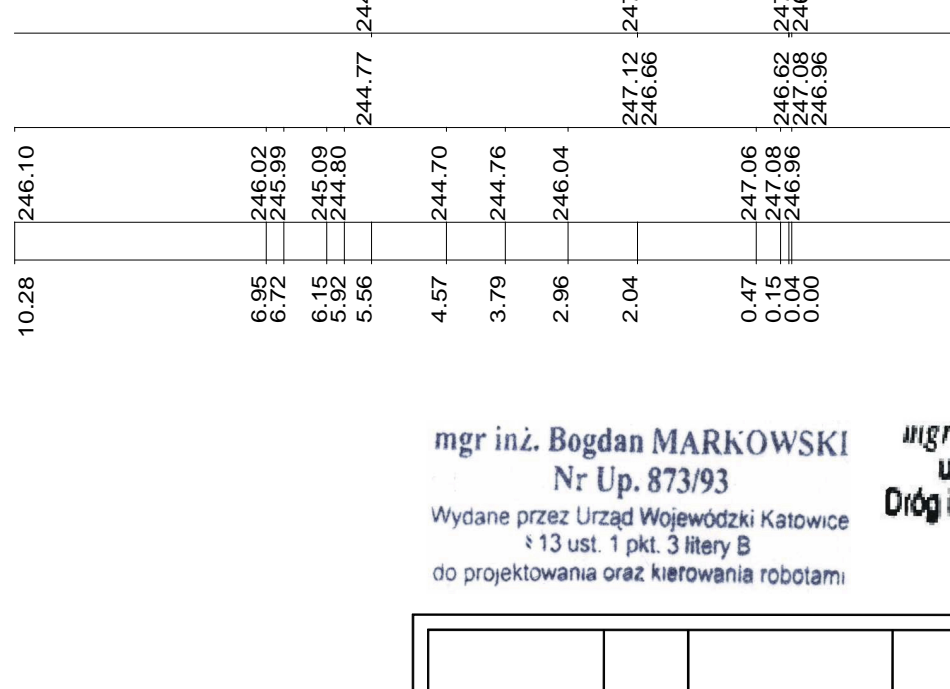 244.77 247.12 246.66 246.62 247.08 246.96
246.10 246.02 245.99 245.09 244.80 244.70 244.76 246.04 247.06 247.08 246.96
10.28 6.95 6.72 6.15 5.92 5.56 4.57 3.79 2.96 2.04 0.47 0.15 0.04 0.00
mgr inż. Bogdan MARKOWSKI
Nr Up. 873/93
Wydane przez Urząd Wojewódzki Katowice
§ 13 ust. 1 pkt. 3 litery B
do projektowania oraz kierowania robotami
mgr
Dróg